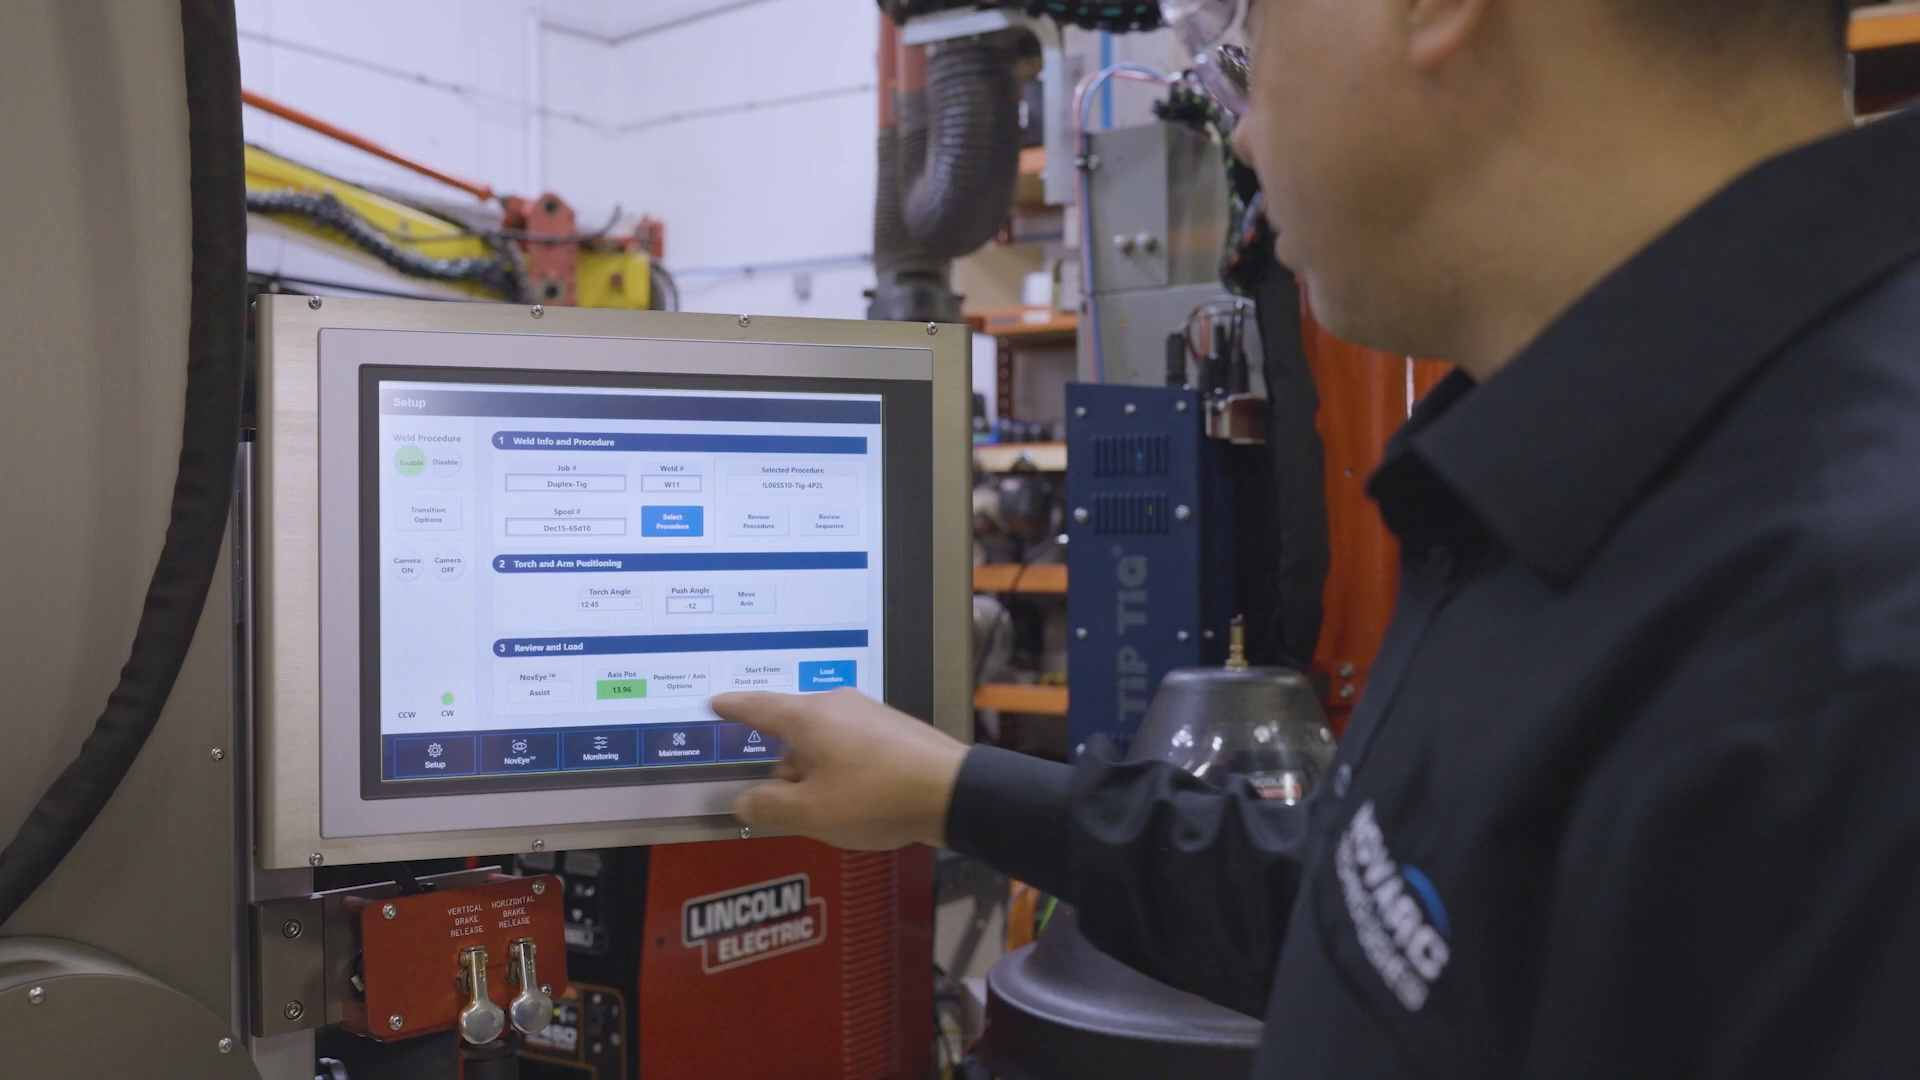 Setup
Weld Procedure
Enable
Disable
Transition
Options
Camera
ON
Camera
OFF
CCW
CW
1 Weld Info and Procedure
Job #
Duplex-Tig
Weld #
W11
Selected Procedure
!L06SS10-Tig-4P2L
Spool #
Dec15-6Sd10
Select
Procedure
Review
Procedure
Review
Sequence
2 Torch and Arm Positioning
Torch Angle
12:45
Push Angle
-12
Move
Arm
3 Review and Load
NovEye™
Assist
Axis Pos
13.96
Positioner / Axis
Options
Start From
Root pass
Load
Procedure
Setup
NovEye™
Monitoring
Maintenance
Alarms
VERTICAL
BRAKE
RELEASE
HORIZONTAL
BRAKE
RELEASE
LINCOLN
ELECTRIC
TIP TIG
NOVARC